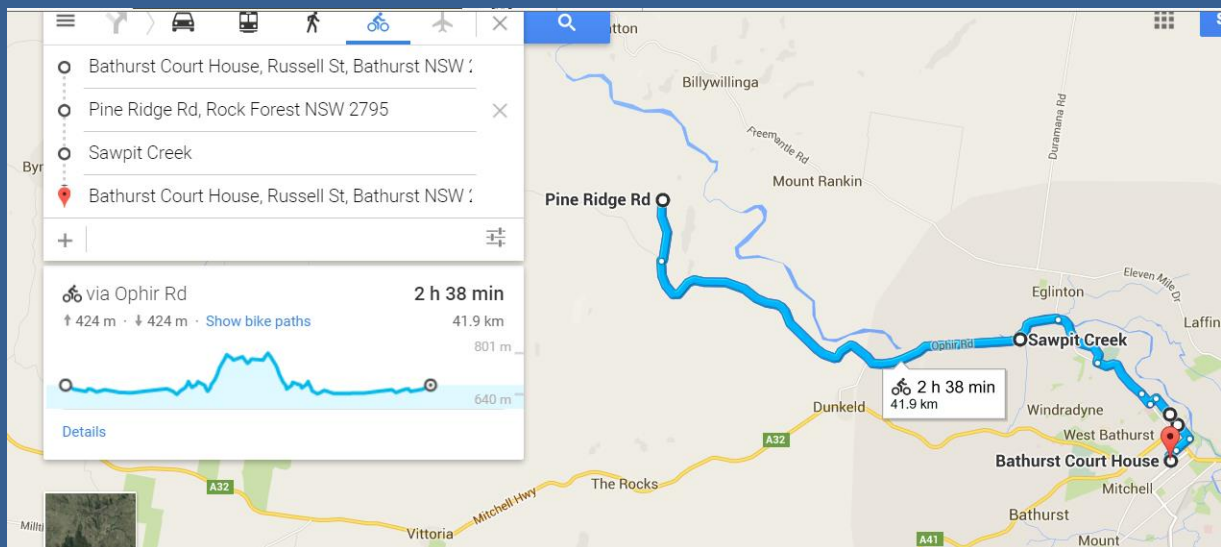 Bathurst Court House, Russell St, Bathurst NSW
Pine Ridge Rd, Rock Forest NSW 2795
Sawpit Creek
Bathurst Court House, Russell St, Bathurst NSW
via Ophir Rd
2 h 38 min
↑ 424 m · ↓ 424 m · Show bike paths
41.9 km
801 m
640 m
Details
Billywillinga
Freemantle Rd
Duramana Rd
Mount Rankin
Pine Ridge Rd
Eleven Mile Dr
Eglinton
Laffin
Sawpit Creek
Ophir Rd
2 h 38 min
41.9 km
Dunkeld
Windradyne
West Bathurst
A32
Bathurst Court House
The Rocks
Mitchell
A32
Mitchell Hwy
Bathurst
Vittoria
A41
Mount